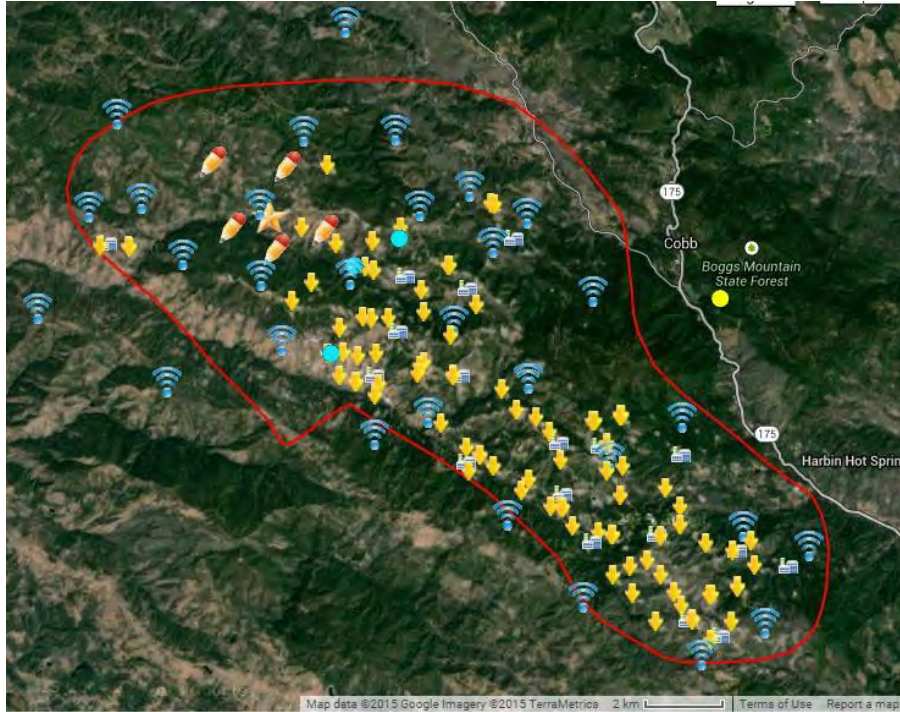 175
Cobb
Boggs Mountain
State Forest
175
Harbin Hot Sprin
Map data ©2015 Google Imagery ©2015 TerraMetrics
2 km
Terms of Use
Report a map